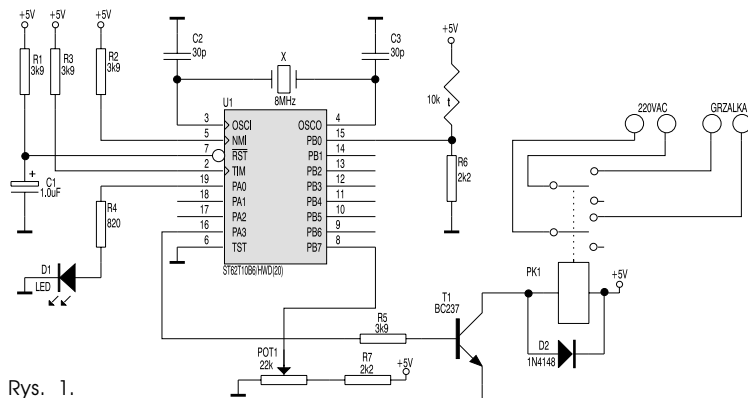 +5V
+5V
+5V
R1
3k9
R3
3k9
R2
3k9
C2
30p
X
8MHz
C3
30p
+5V
10k
t
220VAC
GRZALKA
U1
3
OSCI
OSCO
4
5
NMI
PB0
15
7
RST
PB1
14
2
TIM
PB2
13
19
PA0
PB3
12
18
PA1
PB4
11
17
PA2
PB5
10
16
PA3
PB6
9
6
TST
PB7
8
ST62T10B6/HWD(20)
R6
2k2
+
C1
1.0uF
R4
820
D1
LED
PK1
+5V
T1
BC237
R5
3k9
D2
1N4148
POT1
22k
R7
2k2
+5V
Rys. 1.